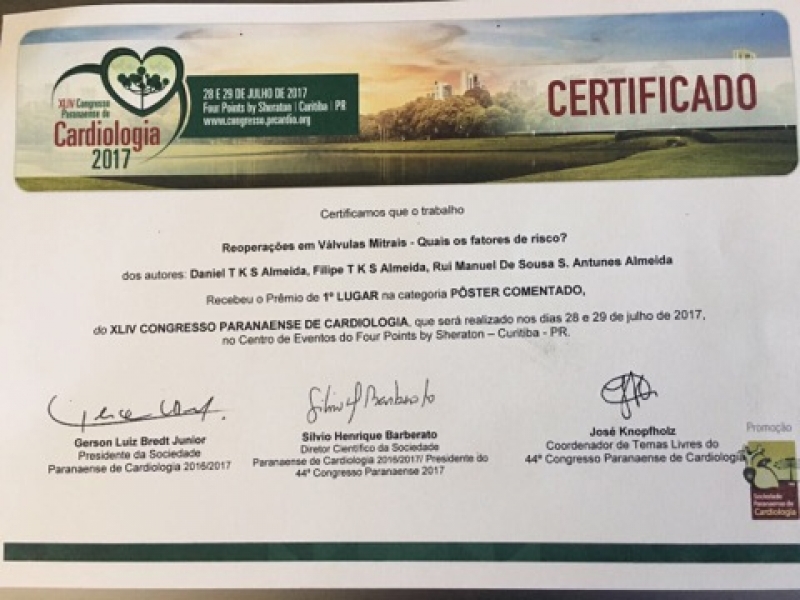 XLIV Congresso
Paranaense de
Cardiologia
2017
28 E 29 DE JULHO DE 2017
Four Points by Sheraton | Curitiba | PR
www.congresso.prcardio.org
CERTIFICADO
Certificamos que o trabalho
Reoperações em Válvulas Mitrais - Quais os fatores de risco?
dos autores: Daniel T K S Almeida, Filipe T K S Almeida, Rui Manuel De Sousa S. Antunes Almeida
Recebeu o Prêmio de 1º LUGAR na categoria PÔSTER COMENTADO,
do XLIV CONGRESSO PARANAENSE DE CARDIOLOGIA, que será realizado nos dias 28 e 29 de julho de 2017,
no Centro de Eventos do Four Points by Sheraton – Curitiba - PR.
Silvio H Barberato
Gerson Luiz Bredt Junior
Presidente da Sociedade
Paranaense de Cardiologia 2016/2017
Silvio Henrique Barberato
Diretor Científico da Sociedade
Paranaense de Cardiologia 2016/2017/ Presidente do
44º Congresso Paranaense 2017
José Knopfholz
Coordenador de Temas Livres do
44º Congresso Paranaense de Cardiologia
Promoção
Sociedade
Paranaense de
Cardiologia